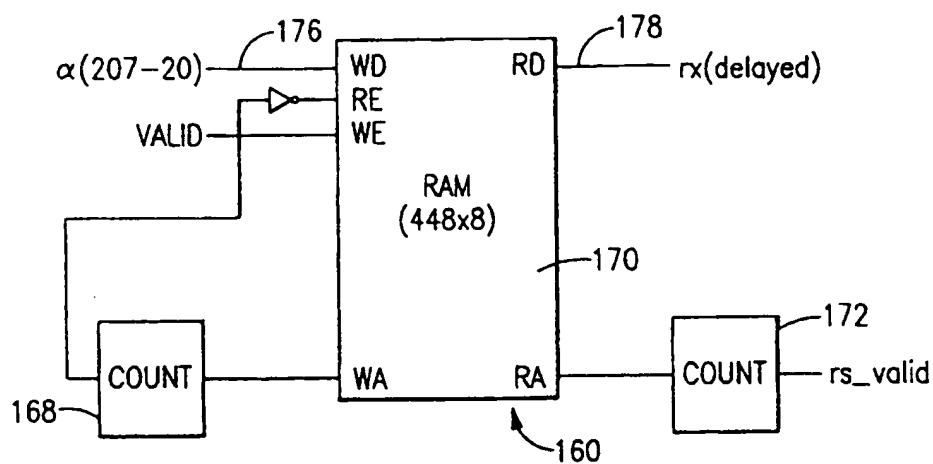 176
178
α(207-20)
WD
RD
rx(delayed)
RE
VALID
WE
RAM
(448x8)
170
172
COUNT
WA
RA
COUNT
rs_valid
168
160